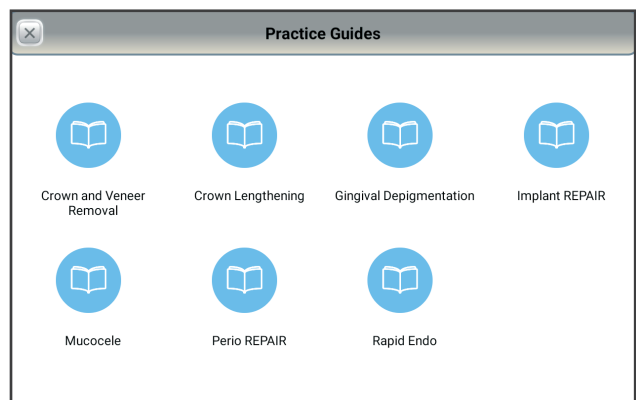 Practice Guides
Crown and Veneer
Removal
Crown Lengthening
Gingival Depigmentation
Implant REPAIR
Mucocele
Perio REPAIR
Rapid Endo